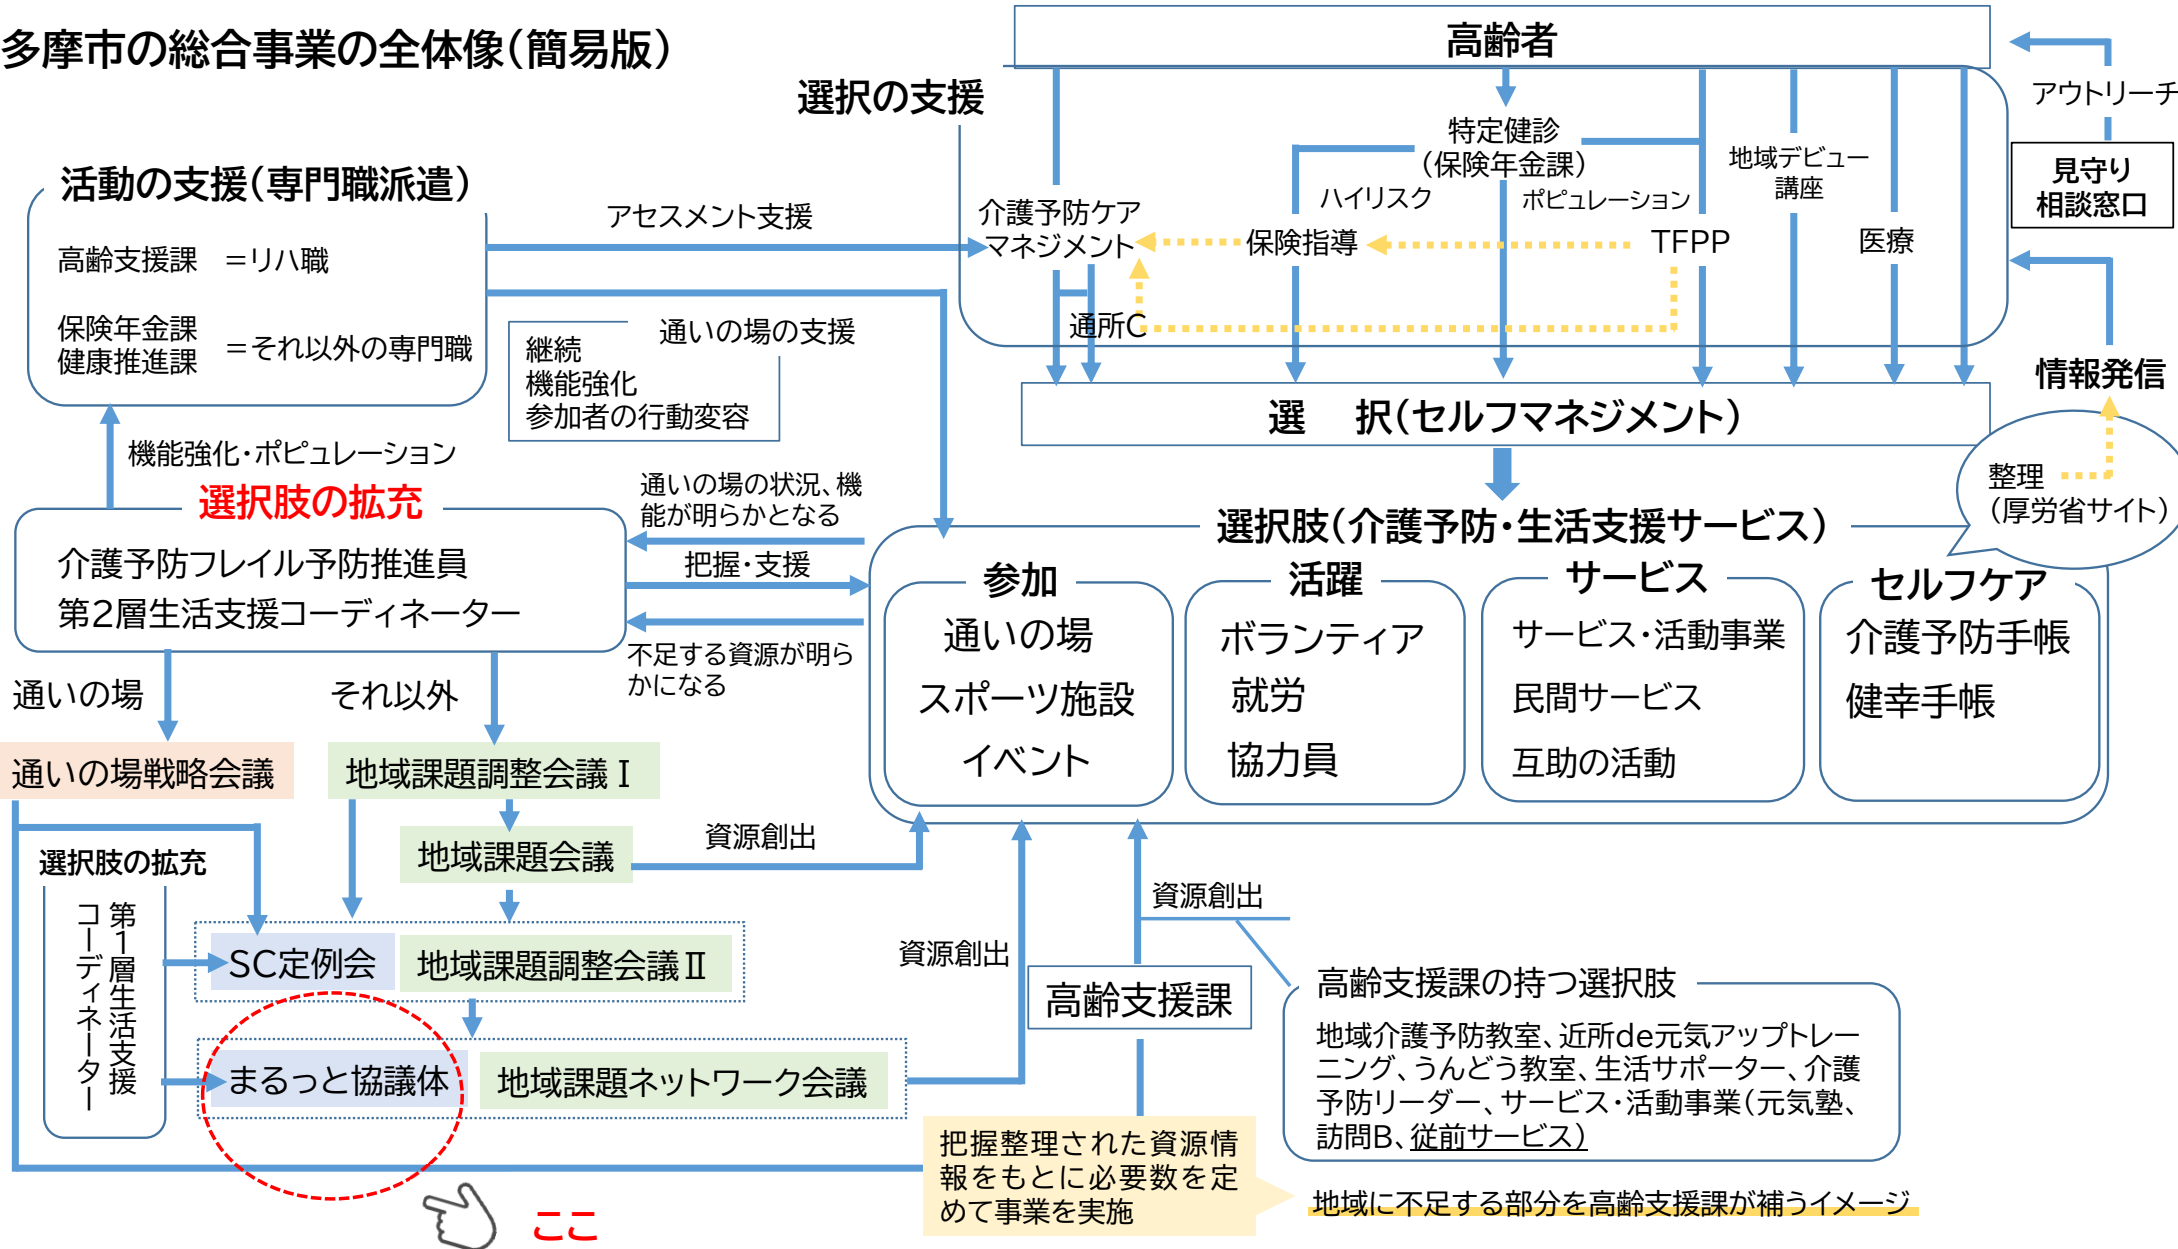 多摩市の総合事業の全体像（簡易版）
高齢者
選択の支援
アウトリーチ
見守り
相談窓口
特定健診
（保険年金課）
ハイリスク
ポピュレーション
地域デビュー
講座
介護予防ケア
マネジメント
保険指導
TFPP
医療
通所C
活動の支援（専門職派遣）
高齢支援課　＝リハ職
保険年金課
健康推進課
＝それ以外の専門職
アセスメント支援
通いの場の支援
継続
機能強化
参加者の行動変容
情報発信
選　択（セルフマネジメント）
整理
（厚労省サイト）
機能強化・ポピュレーション
選択肢の拡充
介護予防フレイル予防推進員
第２層生活支援コーディネーター
通いの場の状況、機
能が明らかとなる
把握・支援
不足する資源が明ら
かになる
選択肢（介護予防・生活支援サービス）
参加
通いの場
スポーツ施設
イベント
活躍
ボランティア
就労
協力員
サービス
サービス・活動事業
民間サービス
互助の活動
セルフケア
介護予防手帳
健幸手帳
通いの場
それ以外
通いの場戦略会議
地域課題調整会議Ⅰ
地域課題会議
資源創出
選択肢の拡充
第１層生活支援
コーディネーター
SC定例会
地域課題調整会議Ⅱ
まるっと協議体
地域課題ネットワーク会議
資源創出
資源創出
高齢支援課
高齢支援課の持つ選択肢
地域介護予防教室、近所de元気アップトレー
ニング、うんどう教室、生活サポーター、介護
予防リーダー、サービス・活動事業（元気塾、
訪問B、従前サービス）
把握整理された資源情
報をもとに必要数を定
めて事業を実施
地域に不足する部分を高齢支援課が補うイメージ
ここ